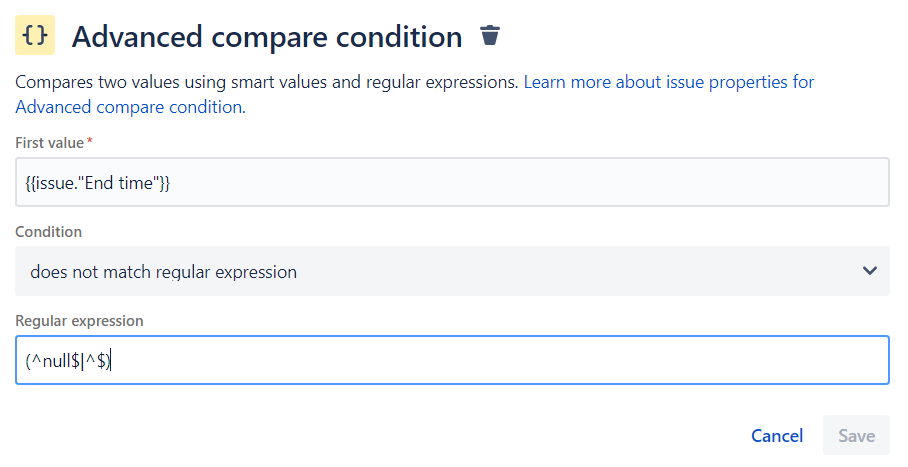 {} Advanced compare condition
Compares two values using smart values and regular expressions. Learn more about issue properties for
Advanced compare condition.
First value *
{{issue."End time"}}
Condition
does not match regular expression
Regular expression
(^null$|^$)
Cancel Save